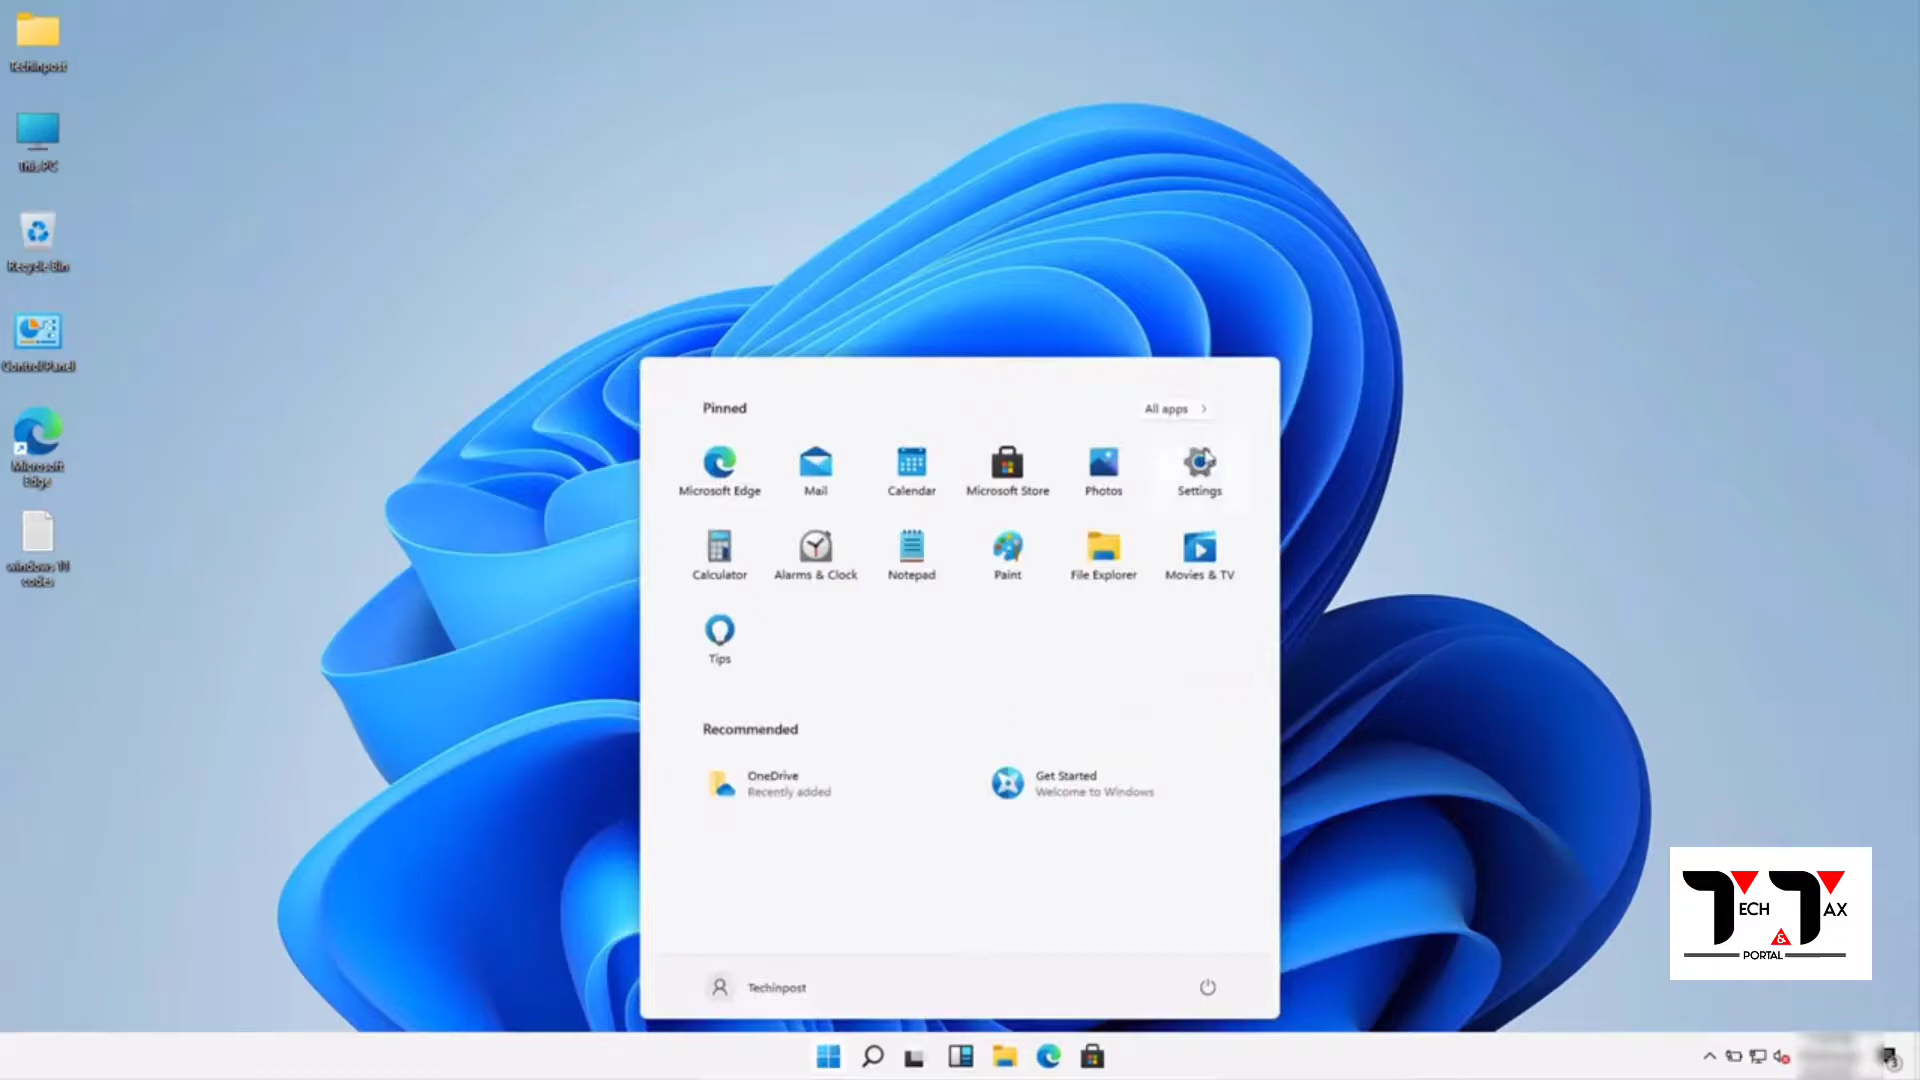 Techinpost
This PC
Recycle Bin
Control Panel
Microsoft
Edge
windows 11
codes
Pinned
All apps
Microsoft Edge
Mail
Calendar
Microsoft Store
Photos
Settings
Calculator
Alarms & Clock
Notepad
Paint
File Explorer
Movies & TV
Tips
Recommended
OneDrive
Recently added
Get Started
Welcome to Windows
Techinpost
TECH & TAX
PORTAL
3